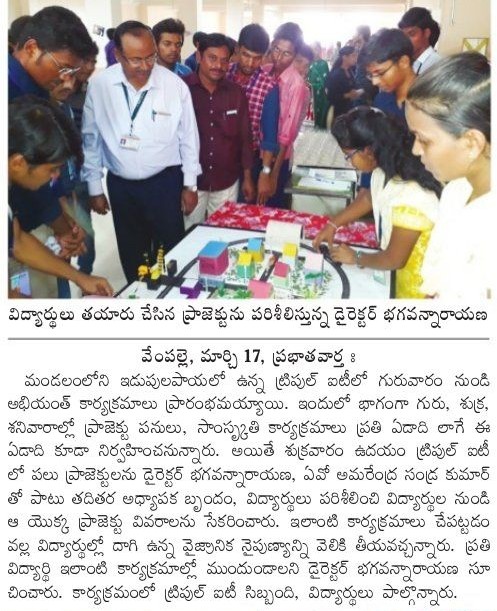 విద్యార్థులు తయారు చేసిన ప్రాజెక్టును పరిశీలిస్తున్న డైరెక్టర్ భగవన్నారాయణ
వేంపల్లె, మార్చి 17, ప్రభాతవార్త :
మండలంలోని ఇడుపులపాయలో ఉన్న ట్రిపుల్ ఐటీలో గురువారం నుండి
అభియంత్ కార్యక్రమాలు ప్రారంభమయ్యాయి. ఇందులో భాగంగా గురు, శుక్ర,
శనివారాల్లో ప్రాజెక్టు పనులు, సాంస్కృతి కార్యక్రమాలు ప్రతి ఏడాది లాగే ఈ
ఏడాది కూడా నిర్వహించనున్నారు. అయితే శుక్రవారం ఉదయం ట్రిపుల్ ఐటీ
లో పలు ప్రాజెక్టులను డైరెక్టర్ భగవన్నారాయణ, ఏవో అమరేంద్ర సండ్ర కుమార్
తో పాటు తదితర అధ్యాపక బృందం, విద్యార్థులు పరిశీలించి విద్యార్థుల నుండి
ఆ యొక్క ప్రాజెక్టు వివరాలను సేకరించారు. ఇలాంటి కార్యక్రమాలు చేపట్టడం
వల్ల విద్యార్థుల్లో దాగి ఉన్న వైజ్ఞానిక నైపుణ్యాన్ని వెలికి తీయవచ్చన్నారు. ప్రతి
విద్యార్థి ఇలాంటి కార్యక్రమాల్లో ముందుండాలని డైరెక్టర్ భగవన్నారాయణ సూ
చించారు. కార్యక్రమంలో ట్రిపుల్ ఐటీ సిబ్బంది, విద్యార్థులు పాల్గొన్నారు.